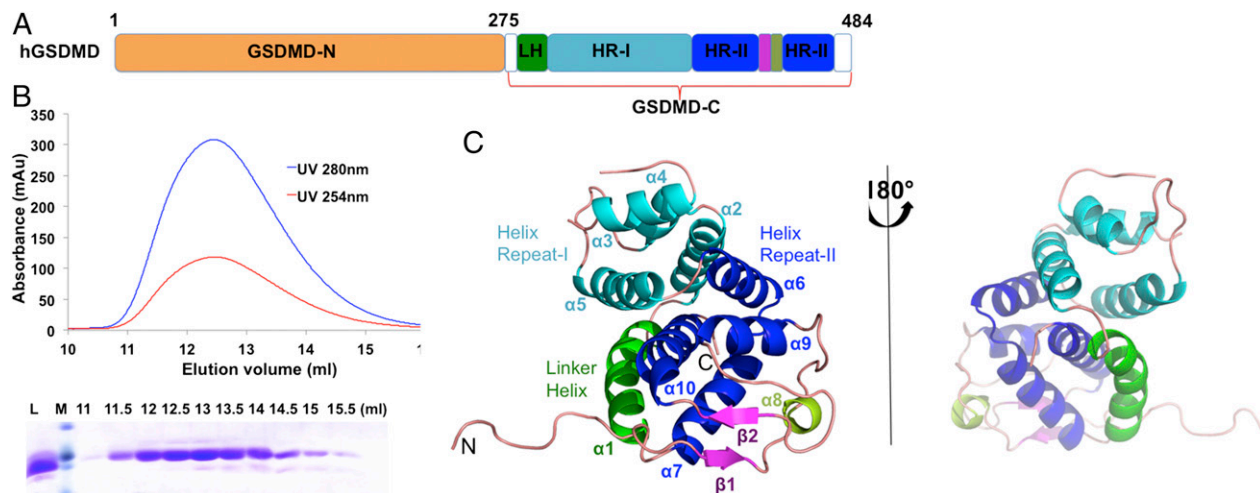 A
1
275
484
hGSDMD
GSDMD-N
LH
HR-I
HR-II
HR-II
GSDMD-C
B
350
300
250
200
150
100
50
0
Absorbance (mAu)
UV 280nm
UV 254nm
10 11 12 13 14 15 1
Elution volume (ml)
L M 11 11.5 12 12.5 13 13.5 14 14.5 15 15.5 (ml)
C
α4
α2
α3
Helix
Repeat-I
Helix
Repeat-II
α5
α6
α9
Linker
Helix
C
α10
α8
N
α1
β2
α7
β1
180°